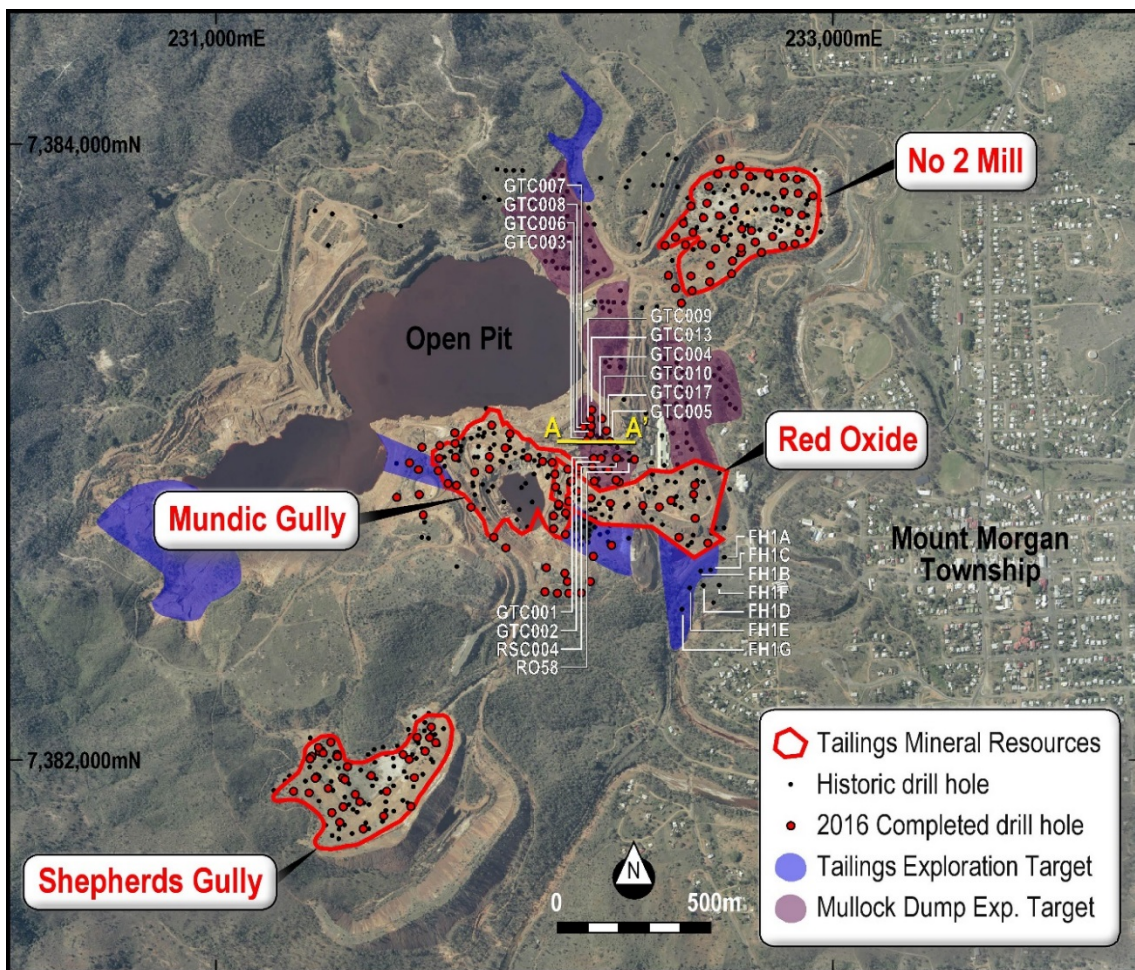 231,000mE
233,000mE
7,384,000mN
No 2 Mill
GTC007
GTC008
GTC006
GTC003
Open Pit
GTC009
GTC013
GTC004
GTC010
GTC017
GTC005
A
A'
Red Oxide
Mundic Gully
FH1A
FH1C
FH1B
FH1F
FH1D
FH1E
FH1G
Mount Morgan
Township
GTC001
GTC002
RSC004
RO58
7,382,000mN
Shepherds Gully
N
0
500m
Tailings Mineral Resources
Historic drill hole
2016 Completed drill hole
Tailings Exploration Target
Mullock Dump Exp. Target